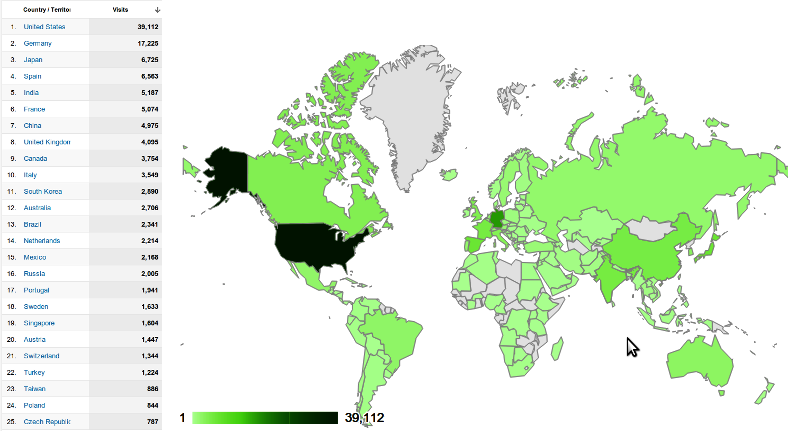 Country / Territor Visits
1. United States 39,112
2. Germany 17,225
3. Japan 6,725
4. Spain 6,563
5. India 5,187
6. France 5,074
7. China 4,975
8. United Kingdon 4,095
9. Canada 3,754
10. Italy 3,549
11. South Korea 2,890
12. Australia 2,706
13. Brazil 2,341
14. Netherlands 2,214
15. Mexico 2,168
16. Russia 2,005
17. Portugal 1,941
18. Sweden 1,633
19. Singapore 1,604
20. Austria 1,447
21. Switzerland 1,344
22. Turkey 1,224
23. Taiwan 886
24. Poland 844
25. Czech Republic 787
1 39,112